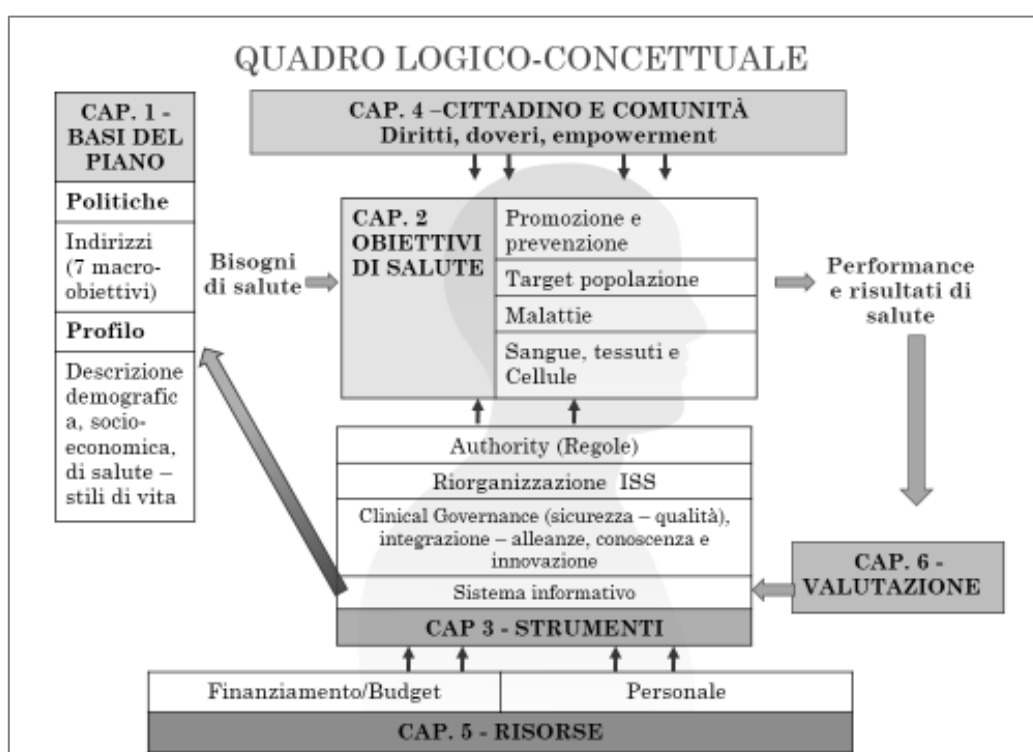 QUADRO LOGICO-CONCETTUALE
CAP. 1 -
BASI DEL
PIANO
Politiche
Indirizzi
(7 macro-
obiettivi)
Profilo
Descrizione
demografic
a, socio-
economica,
di salute –
stili di vita
CAP. 4 –CITTADINO E COMUNITÀ
Diritti, doveri, empowerment
Bisogni
di salute
CAP. 2
OBIETTIVI
DI SALUTE
Promozione e
prevenzione
Target popolazione
Malattie
Sangue, tessuti e
Cellule
Performance
e risultati di
salute
Authority (Regole)
Riorganizzazione ISS
Clinical Governance (sicurezza – qualità),
integrazione – alleanze, conoscenza e
innovazione
Sistema informativo
CAP 3 - STRUMENTI
CAP. 6 -
VALUTAZIONE
Finanziamento/Budget
Personale
CAP. 5 - RISORSE